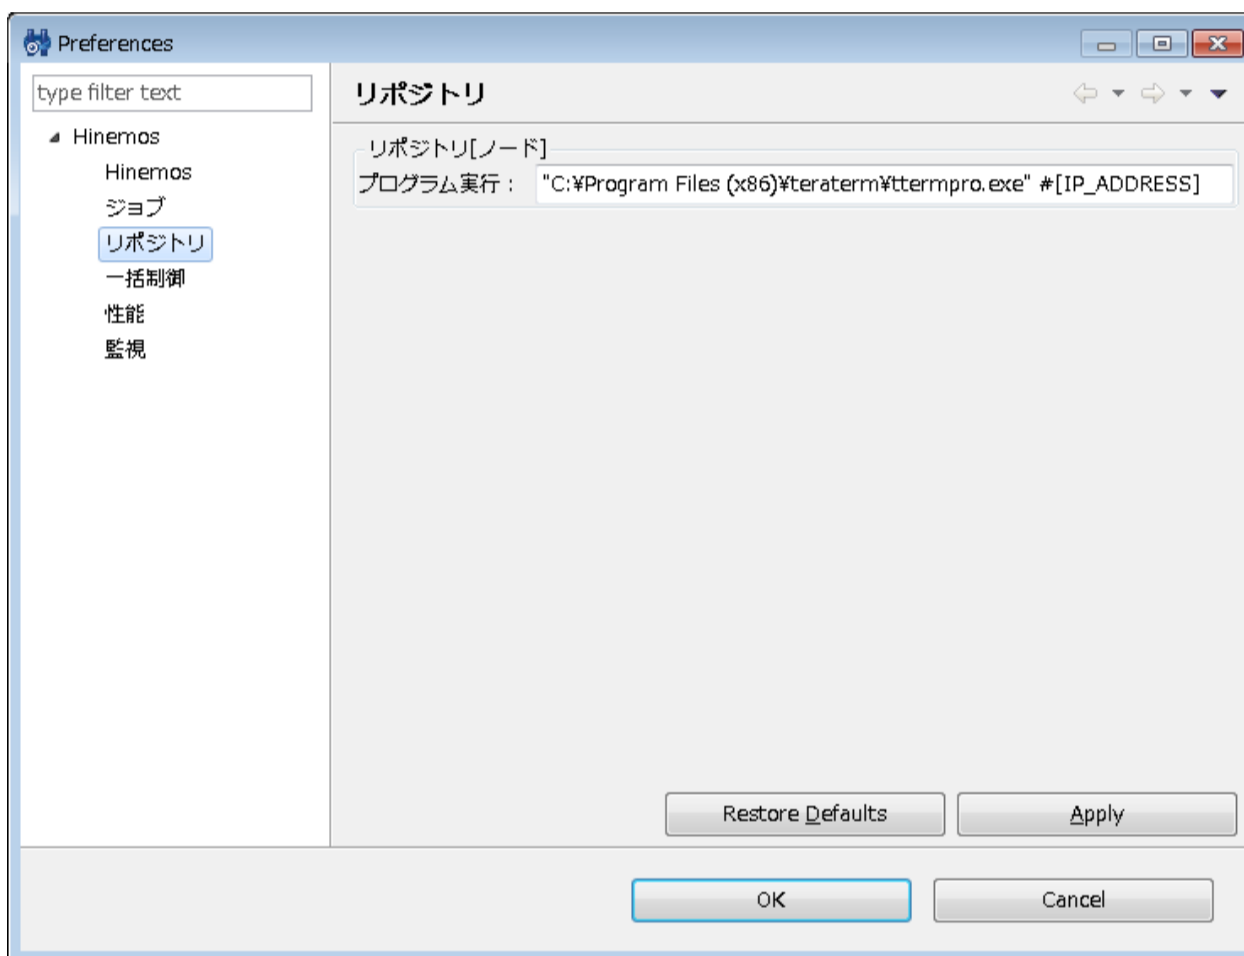 Preferences
type filter text
Hinemos
Hinemos
ジョブ
リポジトリ
一括制御
性能
監視
リポジトリ
リポジトリ[ノード]
プログラム実行： "C:¥Program Files (x86)¥teraterm¥ttermpro.exe" #[IP_ADDRESS]
Restore Defaults Apply
OK Cancel